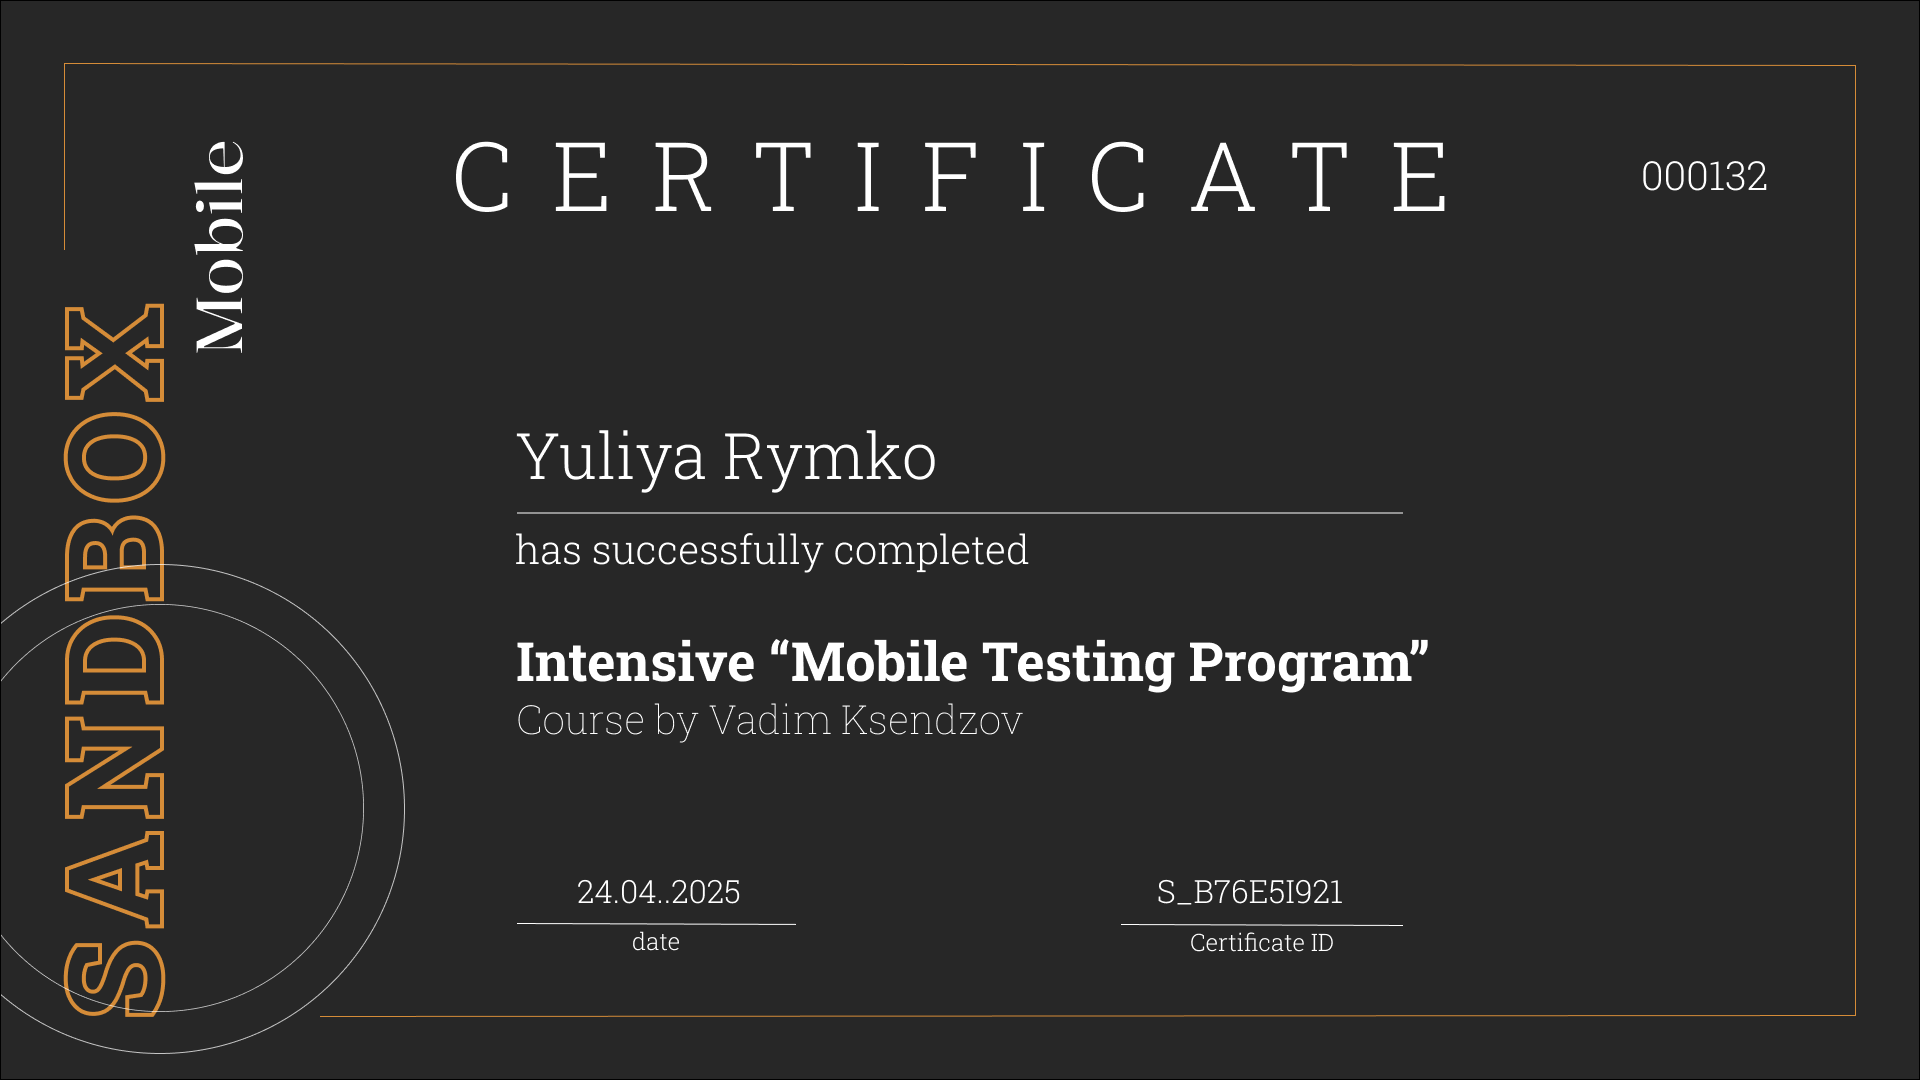 CERTIFICATE
000132
Mobile
SANDBOX
Yuliya Rymko
has successfully completed
Intensive “Mobile Testing Program”
Course by Vadim Ksendzov
24.04..2025
date
S_B76E5I921
Certificate ID